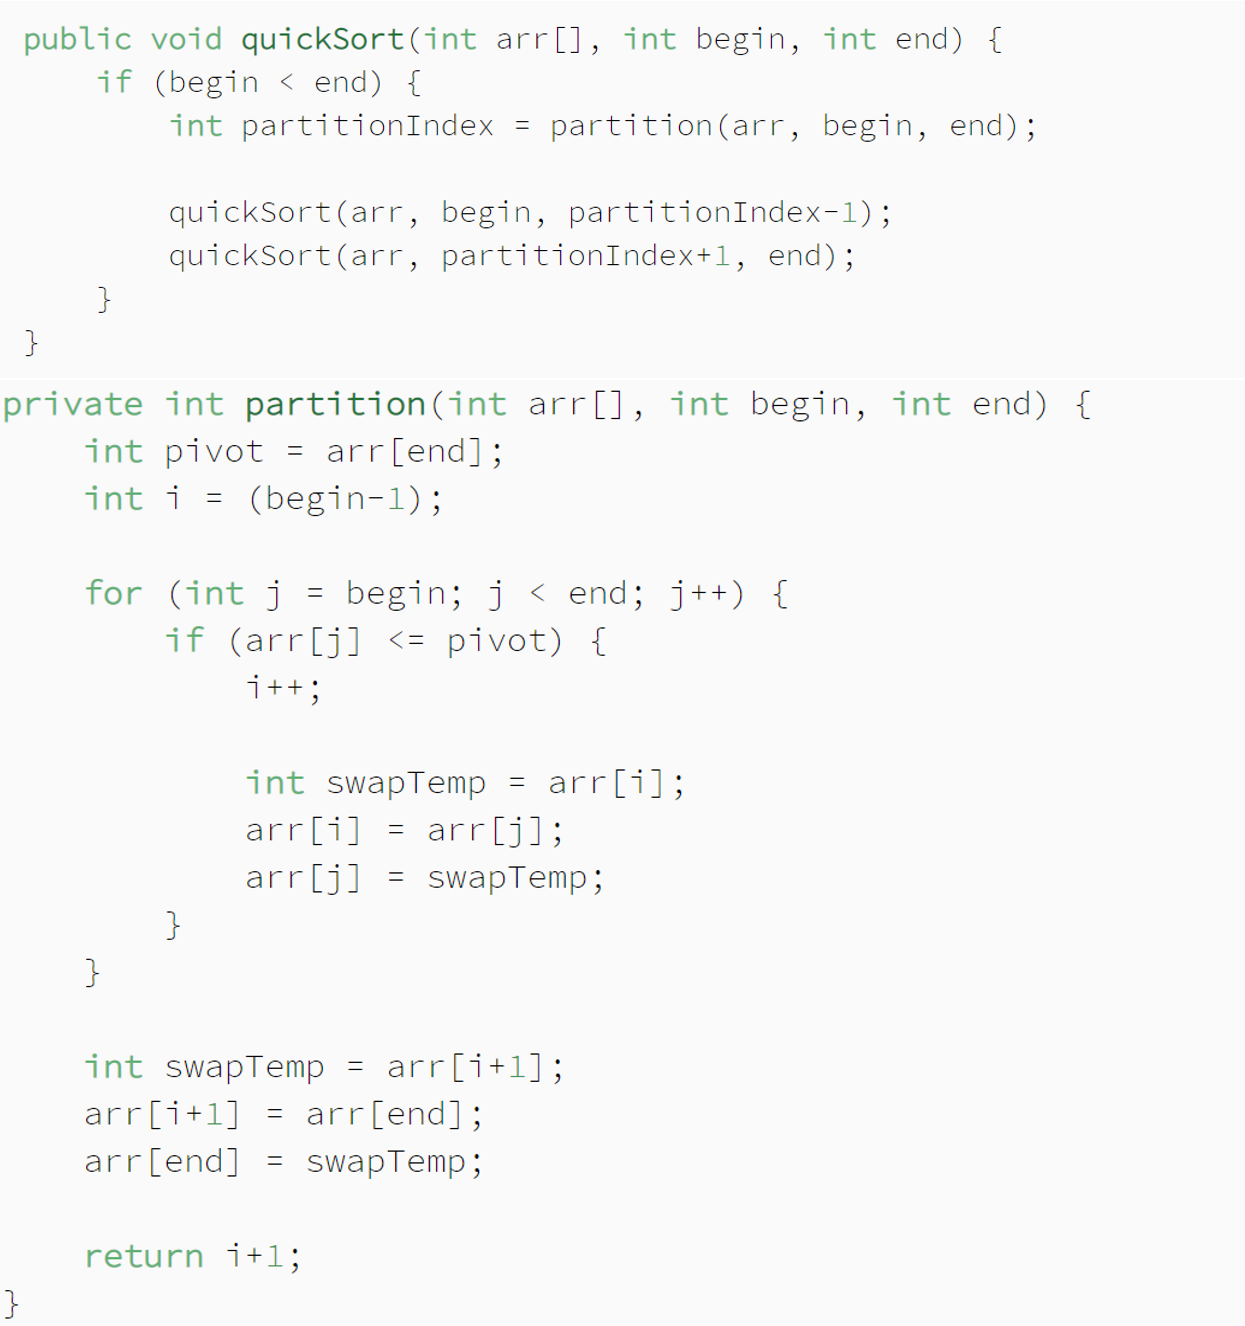 public void quickSort(int arr[], int begin, int end) {
    if (begin < end) {
        int partitionIndex = partition(arr, begin, end);

        quickSort(arr, begin, partitionIndex-1);
        quickSort(arr, partitionIndex+1, end);
    }
}
private int partition(int arr[], int begin, int end) {
    int pivot = arr[end];
    int i = (begin-1);

    for (int j = begin; j < end; j++) {
        if (arr[j] <= pivot) {
            i++;

            int swapTemp = arr[i];
            arr[i] = arr[j];
            arr[j] = swapTemp;
        }
    }

    int swapTemp = arr[i+1];
    arr[i+1] = arr[end];
    arr[end] = swapTemp;

    return i+1;
}